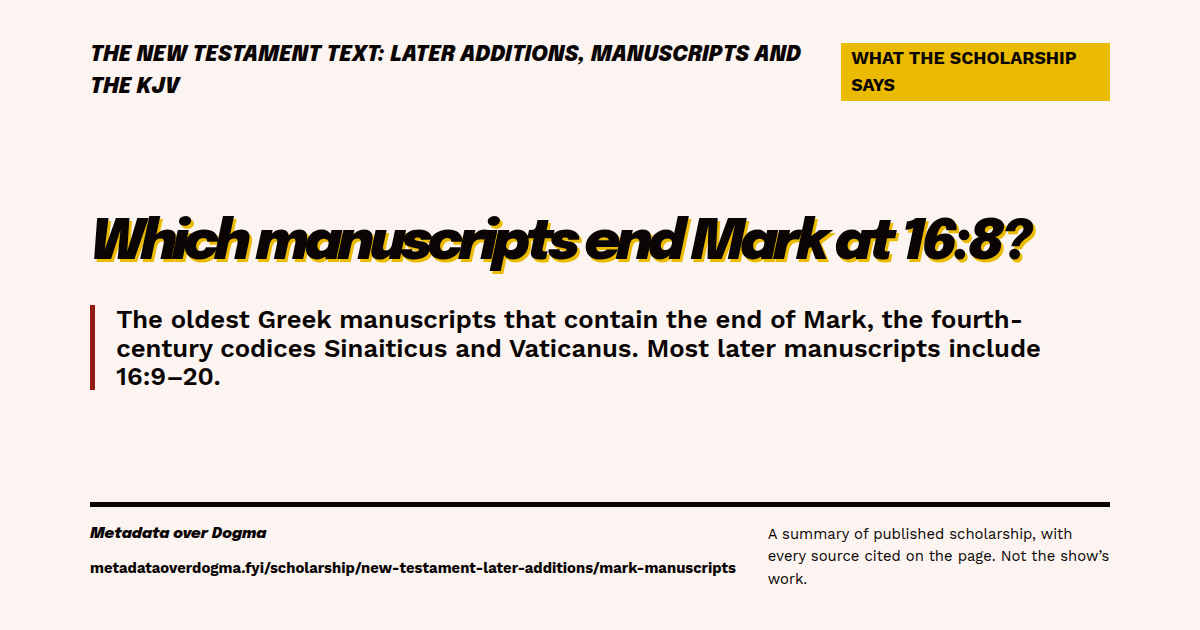 THE NEW TESTAMENT TEXT: LATER ADDITIONS, MANUSCRIPTS AND
THE KJV
WHAT THE SCHOLARSHIP
SAYS
Which manuscripts end Mark at 16:8?
The oldest Greek manuscripts that contain the end of Mark, the fourth-
century codices Sinaiticus and Vaticanus. Most later manuscripts include
16:9–20.
Metadata over Dogma
metadataoverdogma.fyi/scholarship/new-testament-later-additions/mark-manuscripts
A summary of published scholarship, with
every source cited on the page. Not the show’s
work.